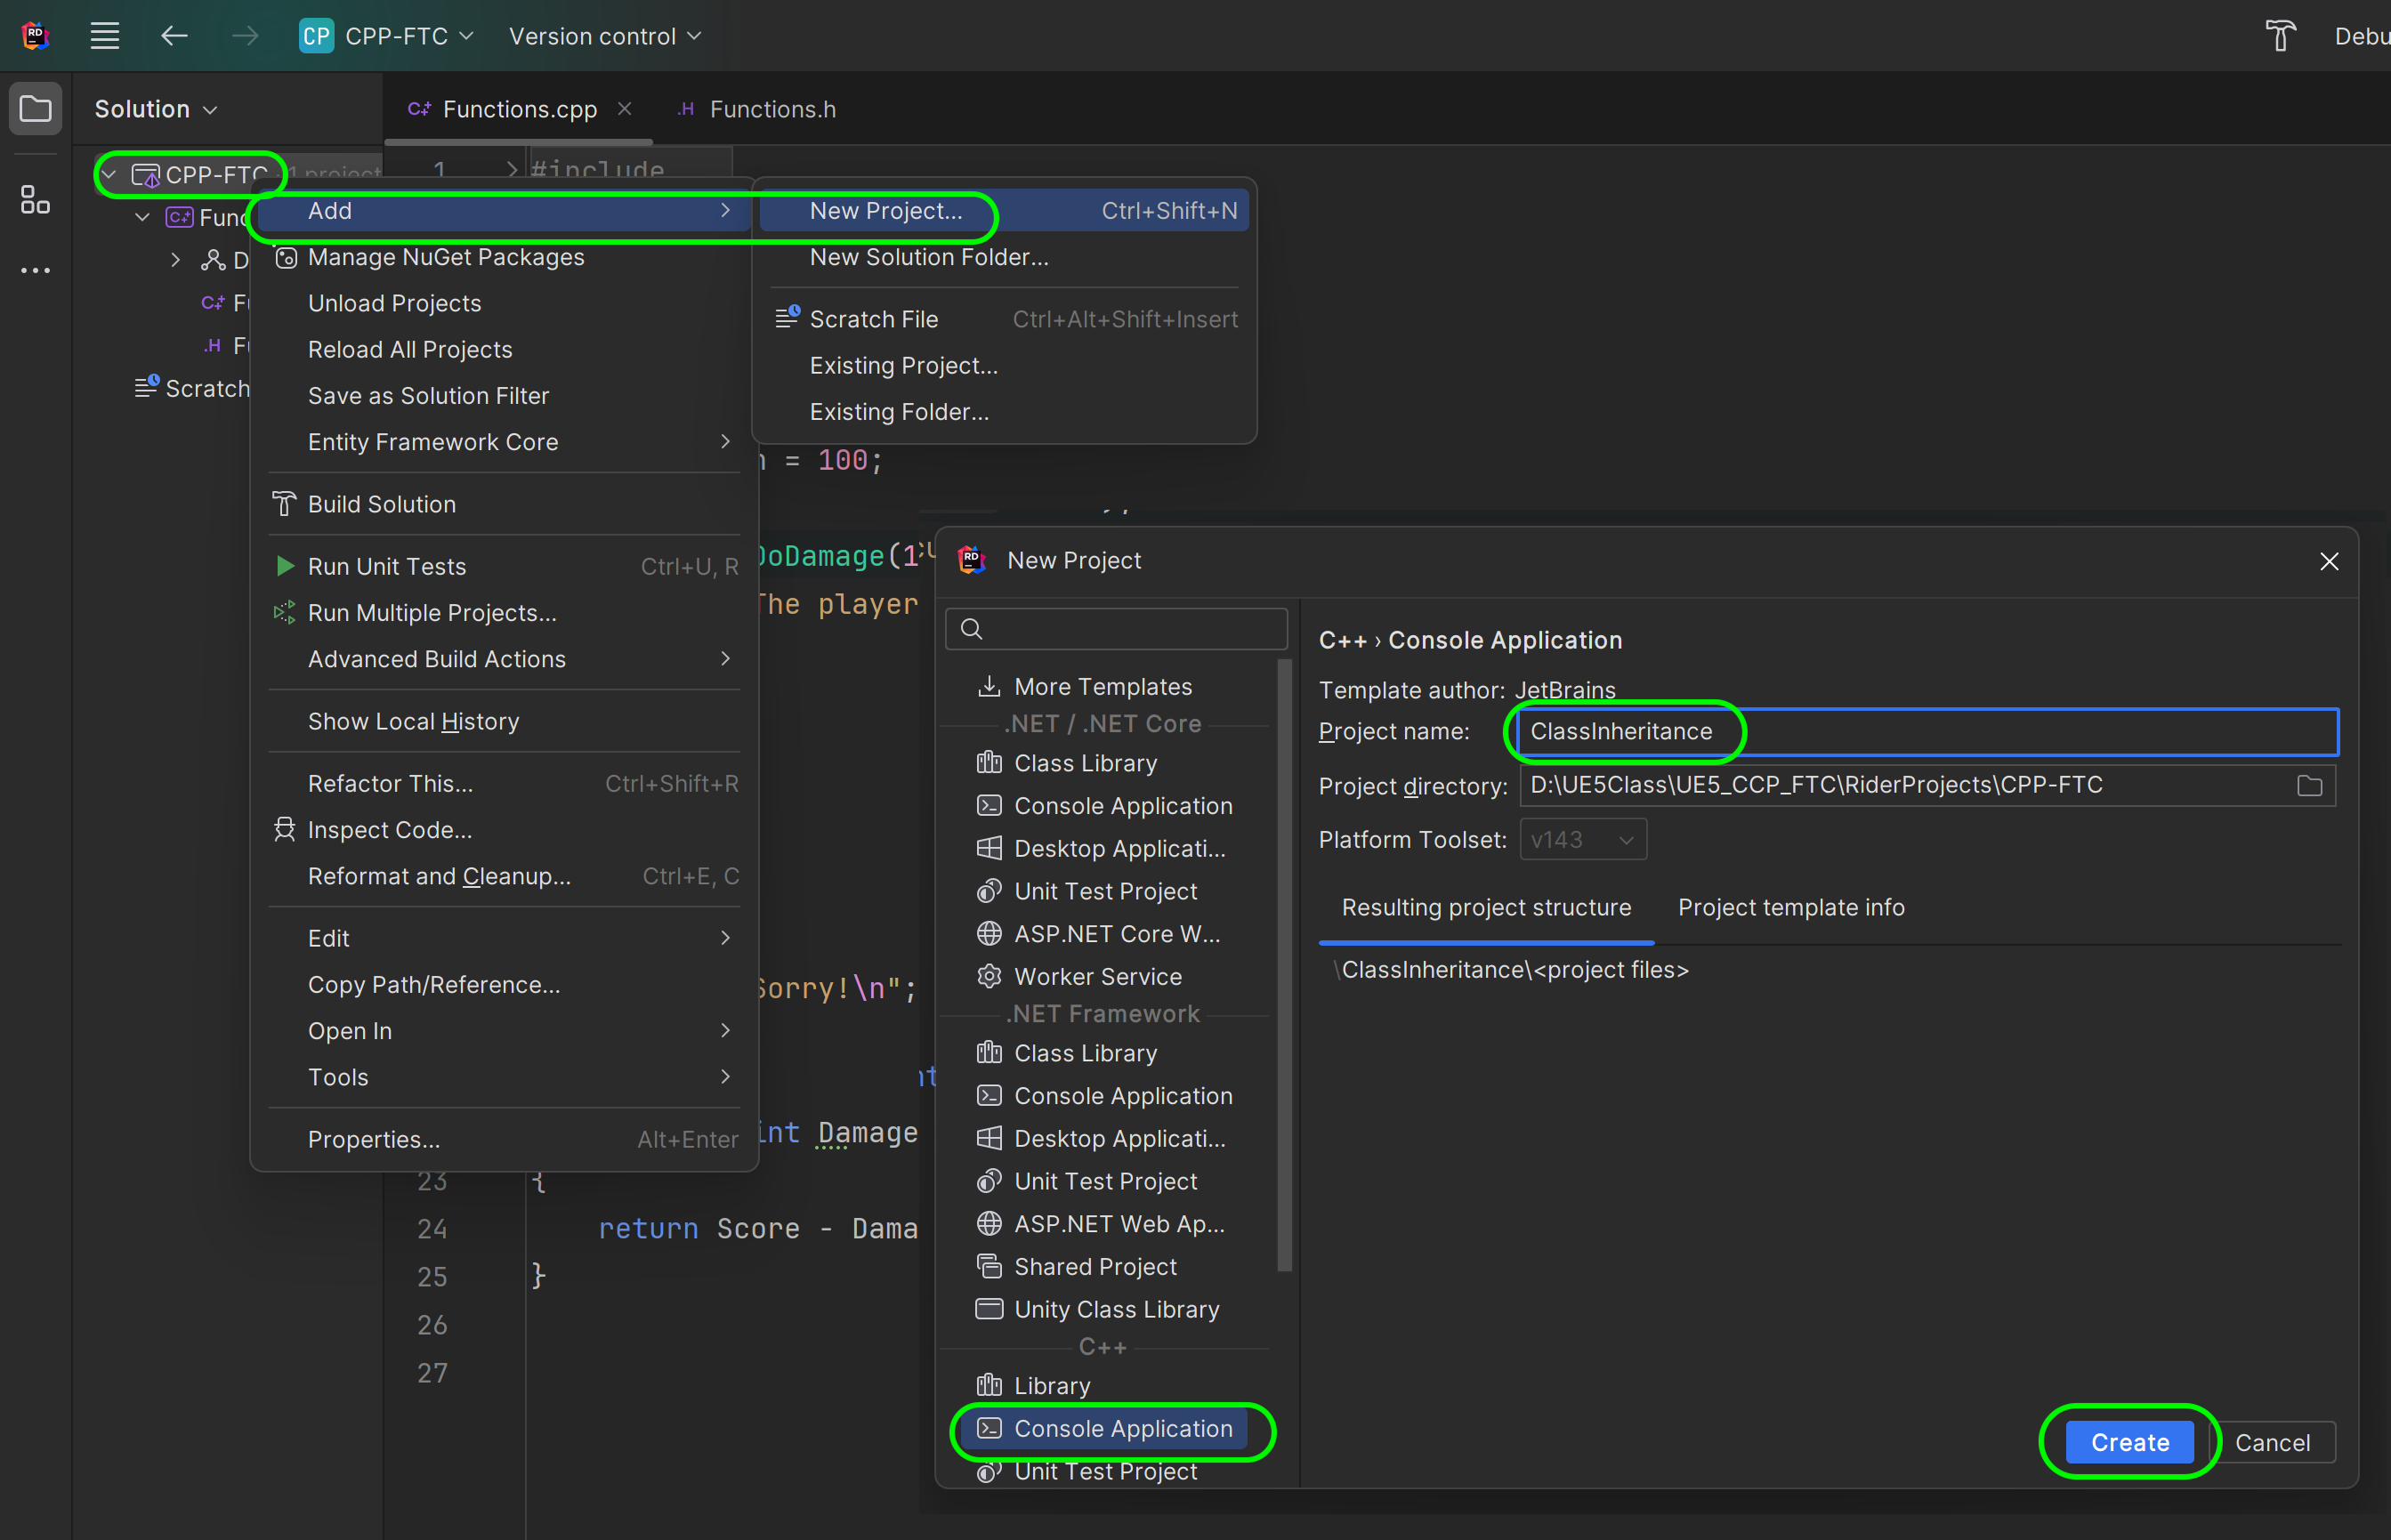 CP CPP-FTC Version control Debu
Solution
C+ Functions.cpp
.H Functions.h
CPP-FTC · 1 project
1 #include
Func
D
C+ Fu
.H Fu
Scratch
Add
Manage NuGet Packages
Unload Projects
Reload All Projects
Save as Solution Filter
Entity Framework Core
Build Solution
Run Unit Tests Ctrl+U, R
Run Multiple Projects...
Advanced Build Actions
Show Local History
Refactor This... Ctrl+Shift+R
Inspect Code...
Reformat and Cleanup... Ctrl+E, C
Edit
Copy Path/Reference...
Open In
Tools
Properties... Alt+Enter
New Project... Ctrl+Shift+N
New Solution Folder...
Scratch File Ctrl+Alt+Shift+Insert
Existing Project...
Existing Folder...
= 100;
DoDamage(1
The player
Sorry!\n";
int Damage
23 {
24 return Score - Dama
25 }
26
27
RD New Project
More Templates
.NET / .NET Core
Class Library
Console Application
Desktop Applicati...
Unit Test Project
ASP.NET Core W...
Worker Service
.NET Framework
Class Library
Console Application
Desktop Applicati...
Unit Test Project
ASP.NET Web Ap...
Shared Project
Unity Class Library
C++
Library
Console Application
Unit Test Project
C++ › Console Application
Template author: JetBrains
Project name: ClassInheritance
Project directory: D:\UE5Class\UE5_CCP_FTC\RiderProjects\CPP-FTC
Platform Toolset: v143
Resulting project structure Project template info
\ClassInheritance\<project files>
Create Cancel